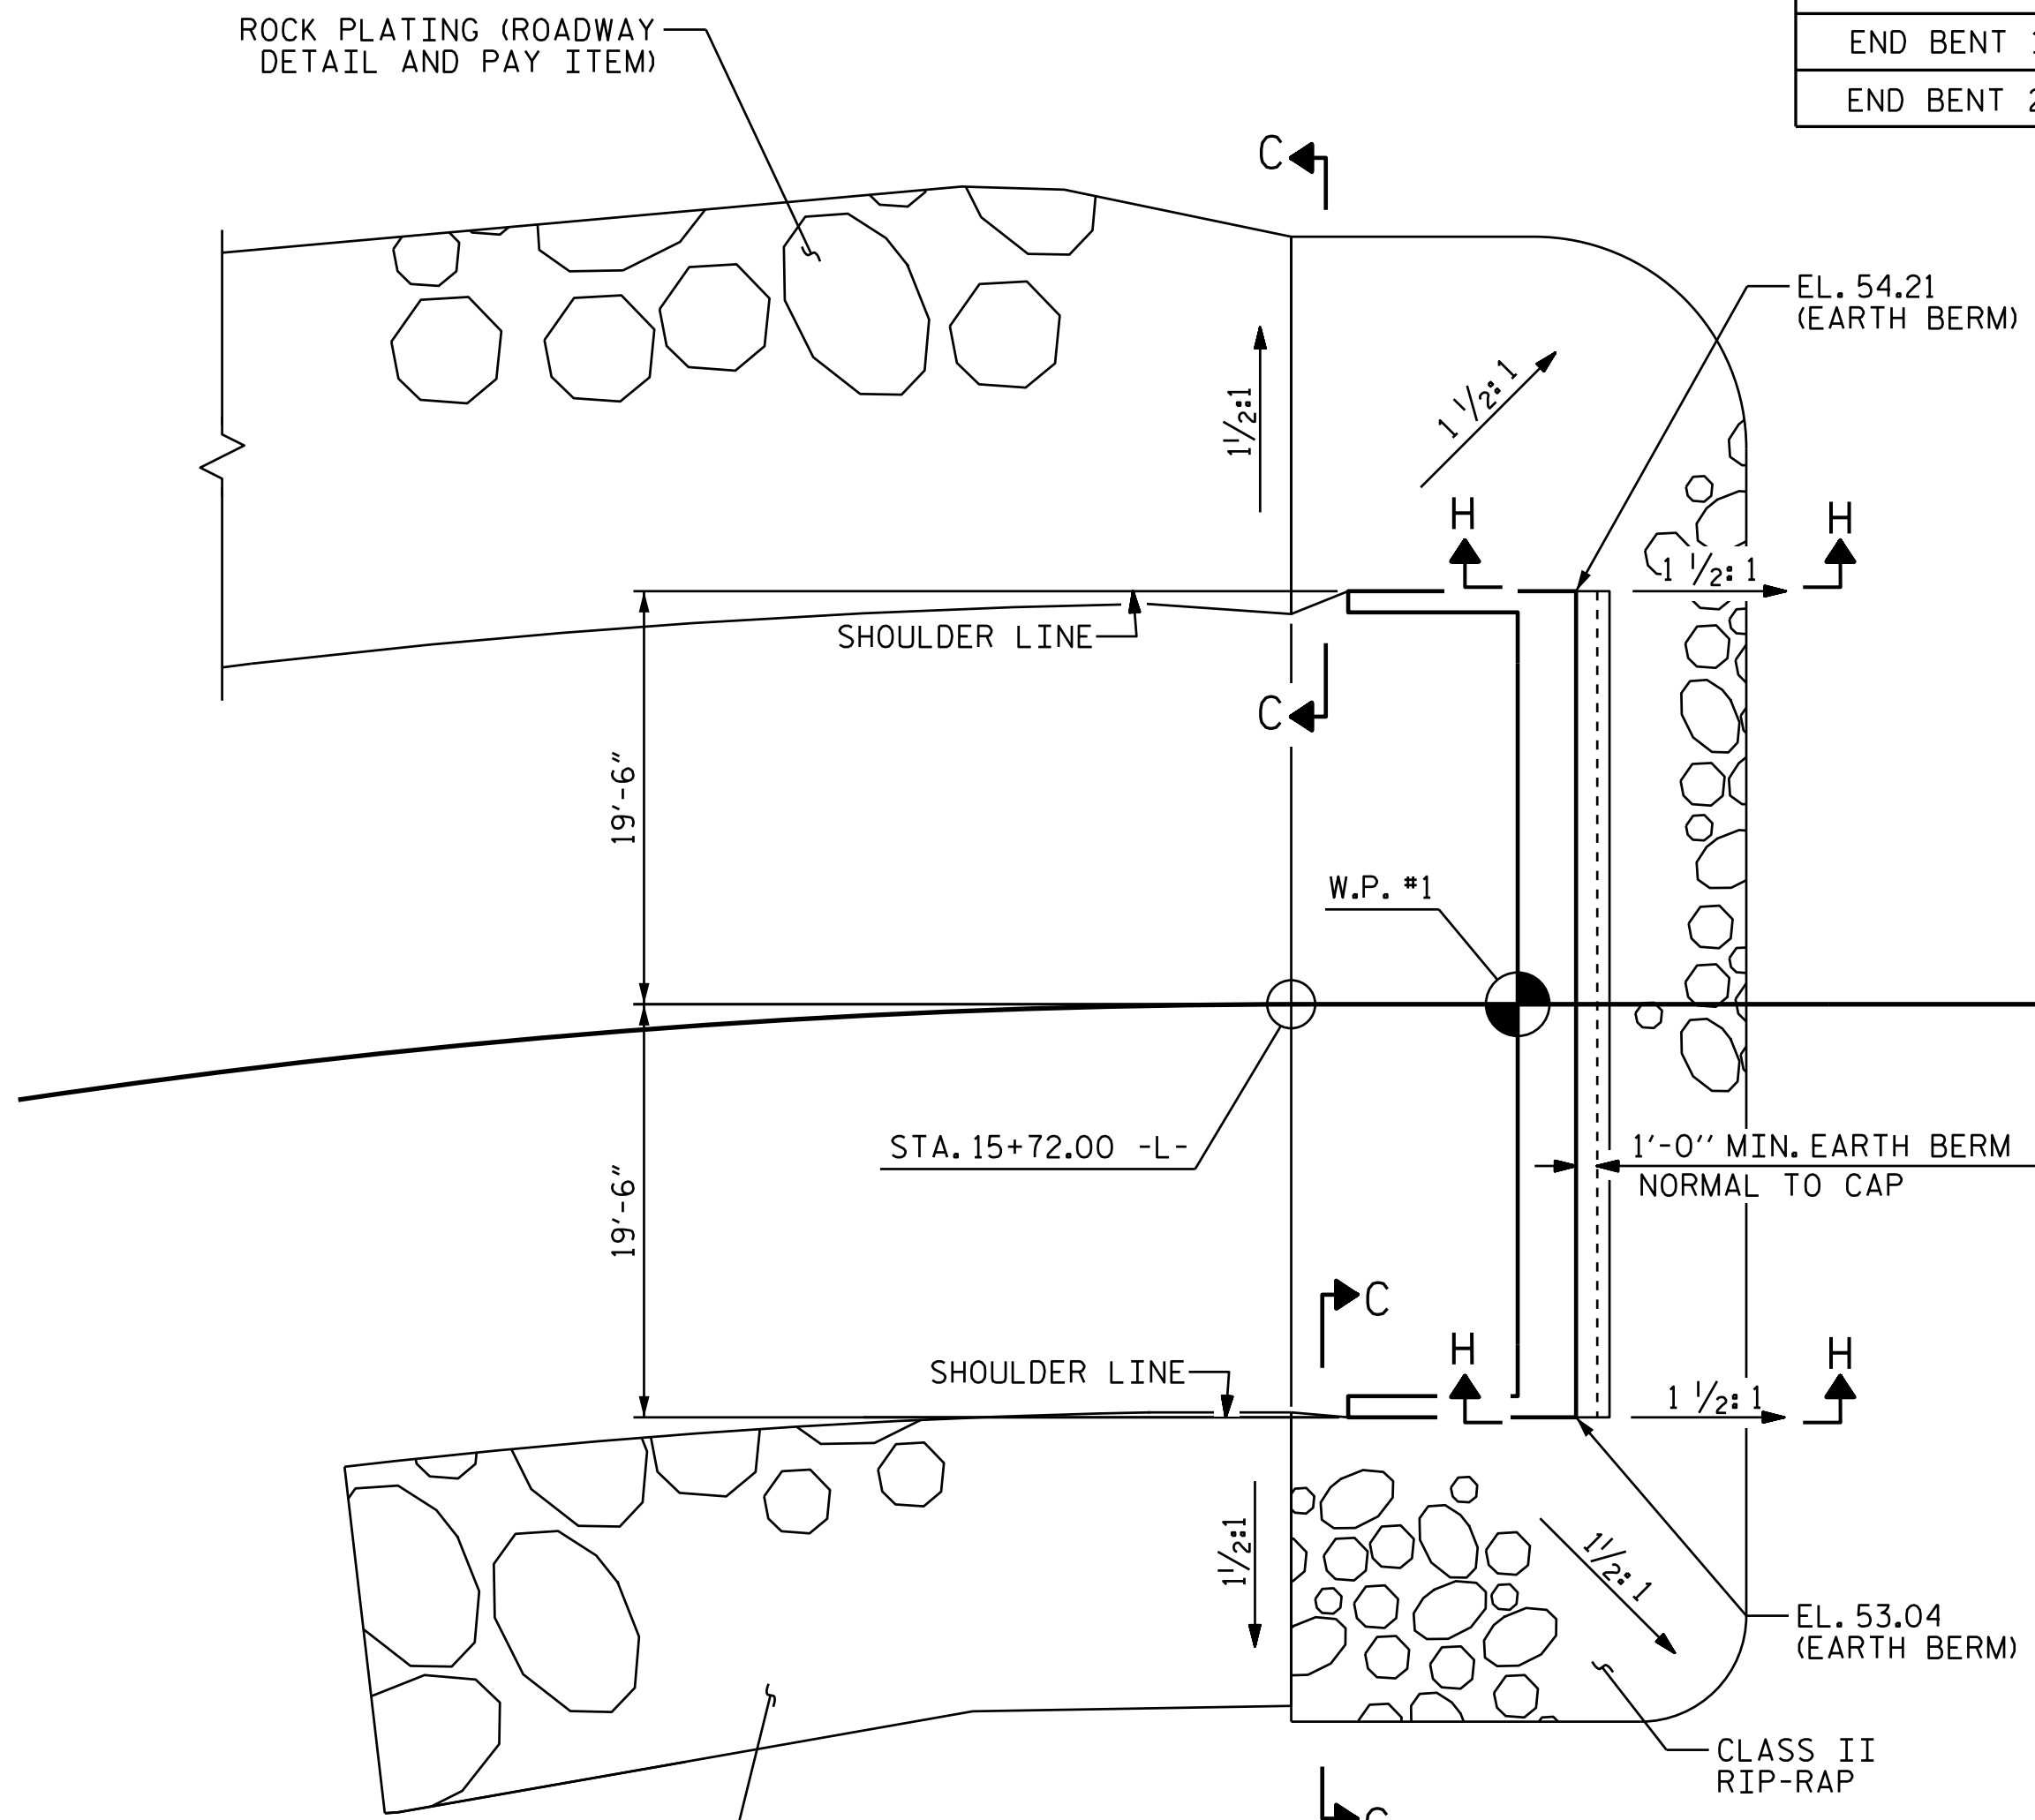 ROCK PLATING (ROADWAY
DETAIL AND PAY ITEM)
END BENT
END BENT
C
EL. 54.21
(EARTH BERM)
1 1/2:1
1 1/2:1
H
H
1 1/2:1
SHOULDER LINE
C
19'-6"
W.P. #1
STA. 15+72.00 -L-
1'-0" MIN. EARTH BERM
NORMAL TO CAP
19'-6"
C
SHOULDER LINE
H
H
1 1/2:1
1 1/2:1
1 1/2:1
EL. 53.04
(EARTH BERM)
CLASS II
RIP-RAP
C